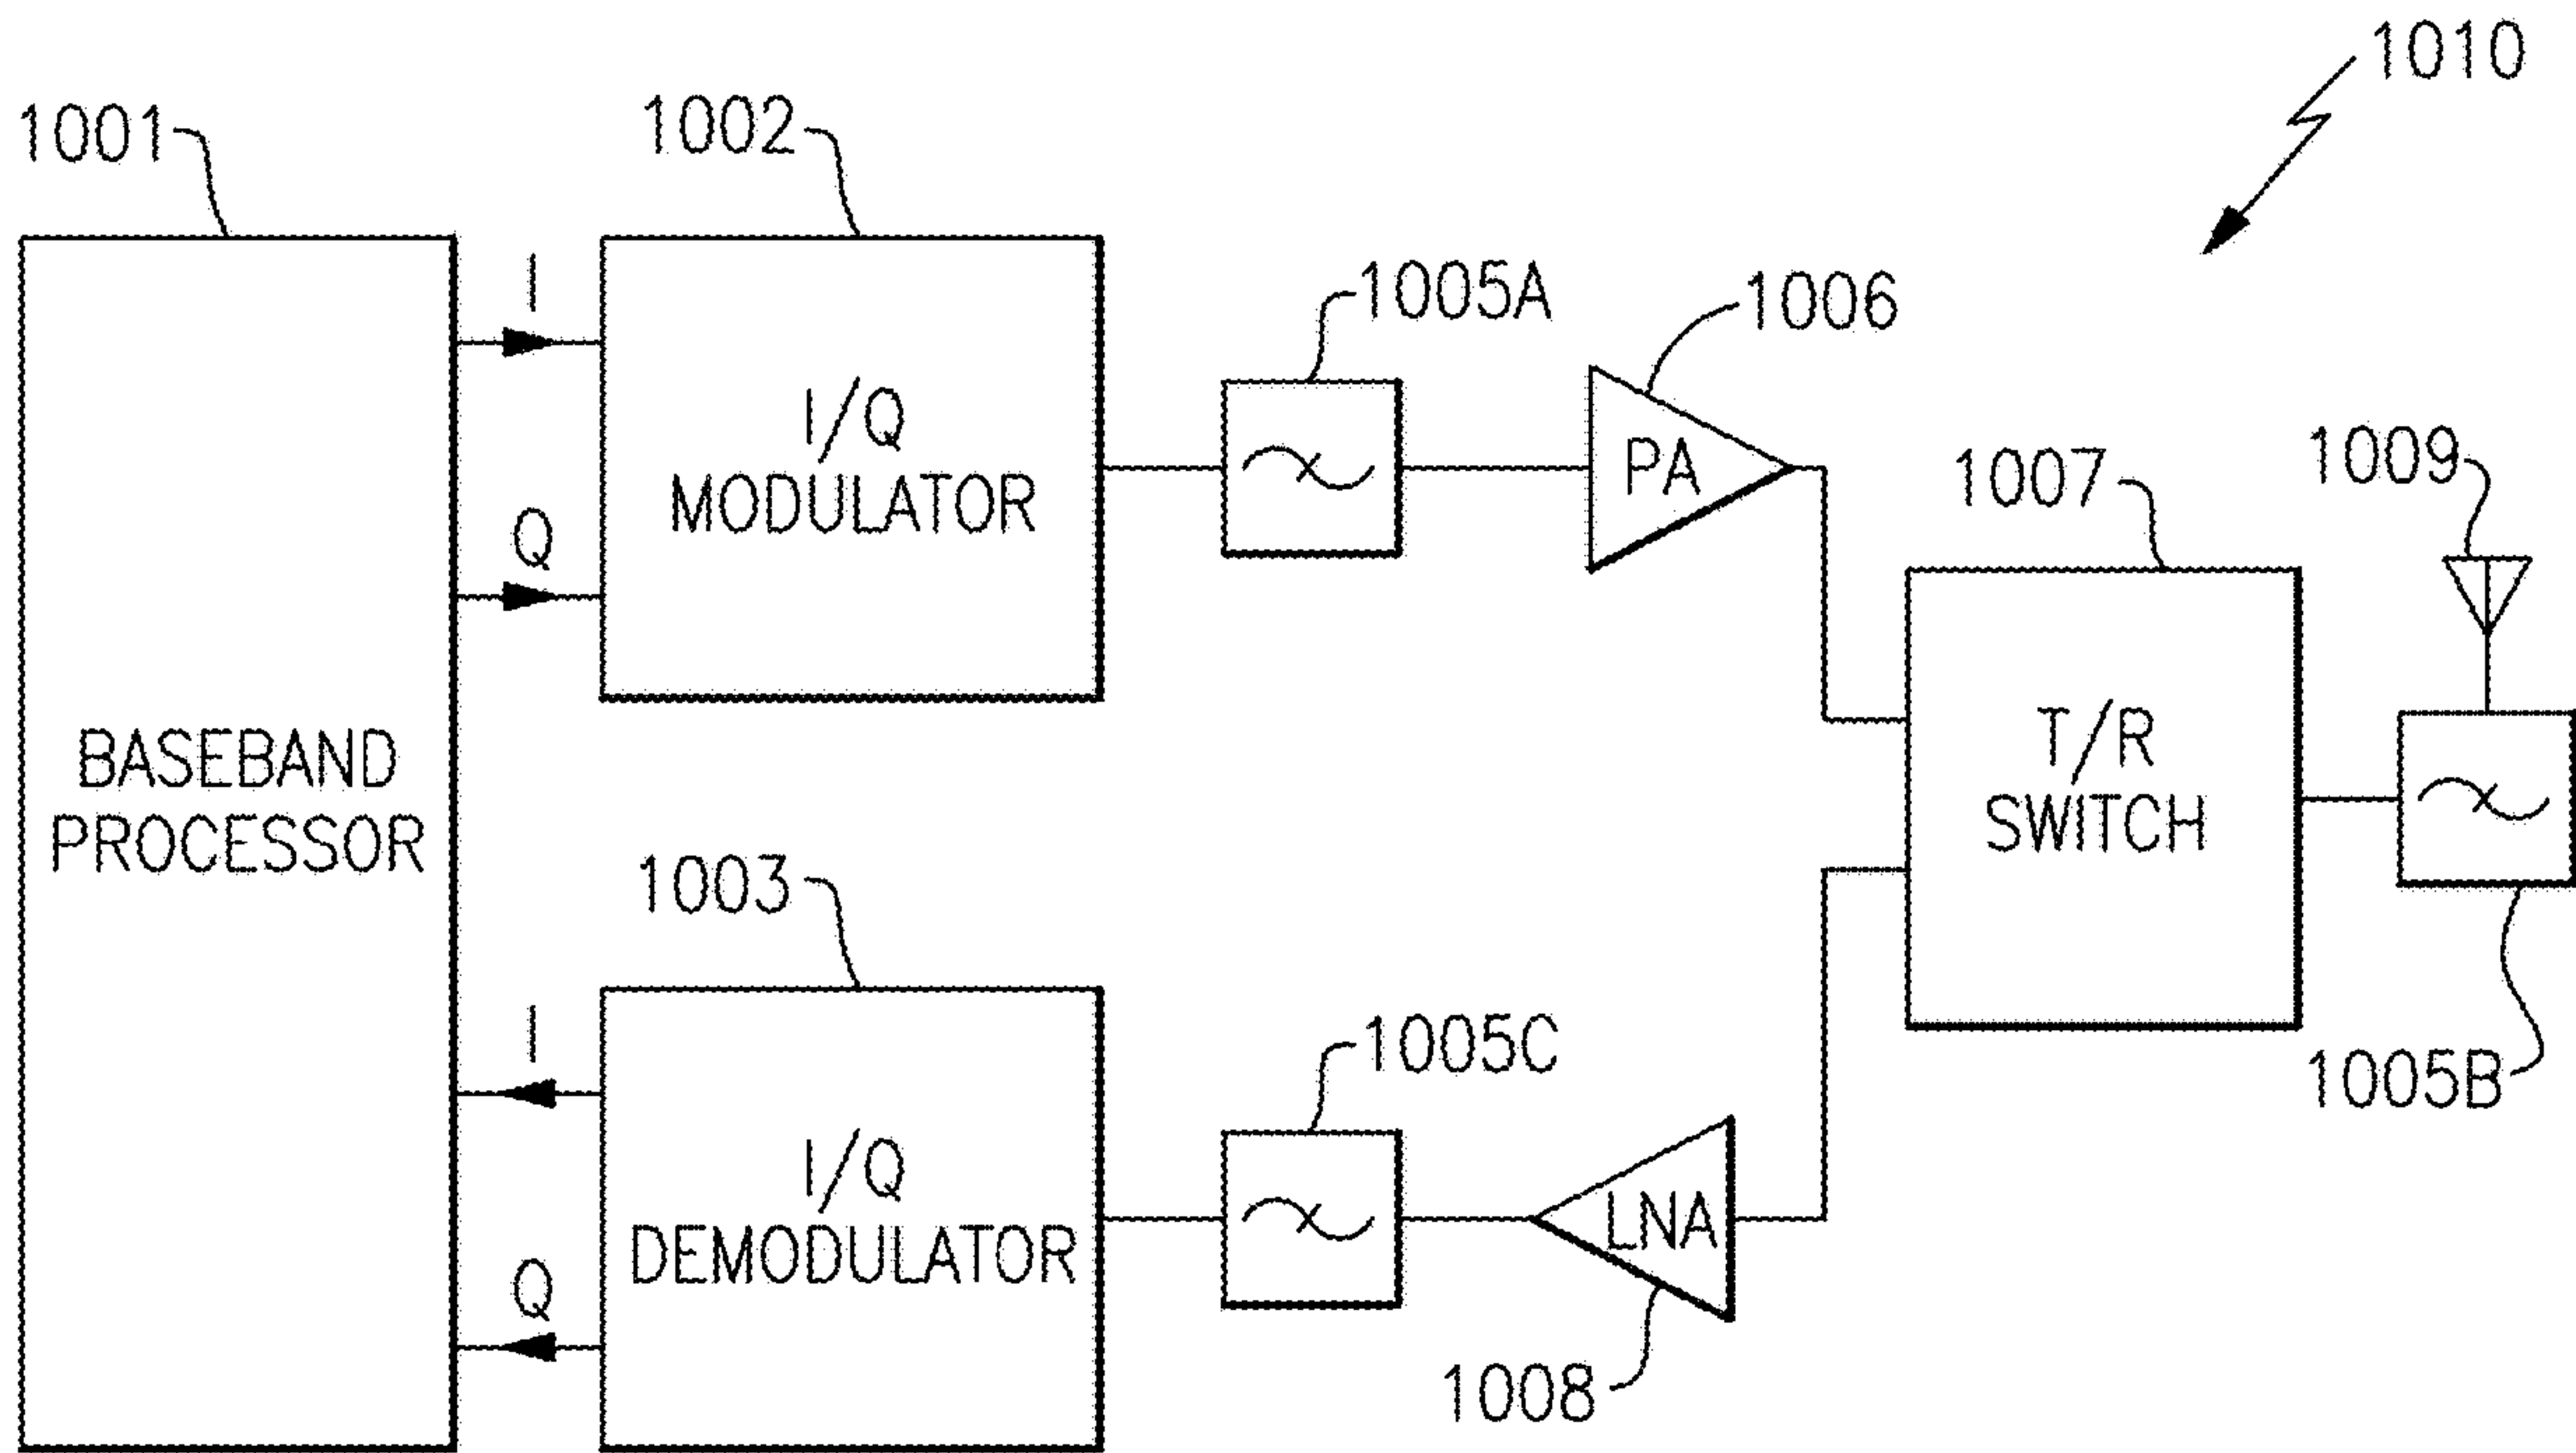 1010
1001
1002
I
I/Q
MODULATOR
Q
1005A
1006
PA
1009
1007
T/R
SWITCH
BASEBAND
PROCESSOR
1003
I
I/Q
DEMODULATOR
Q
1005C
LNA
1005B
1008